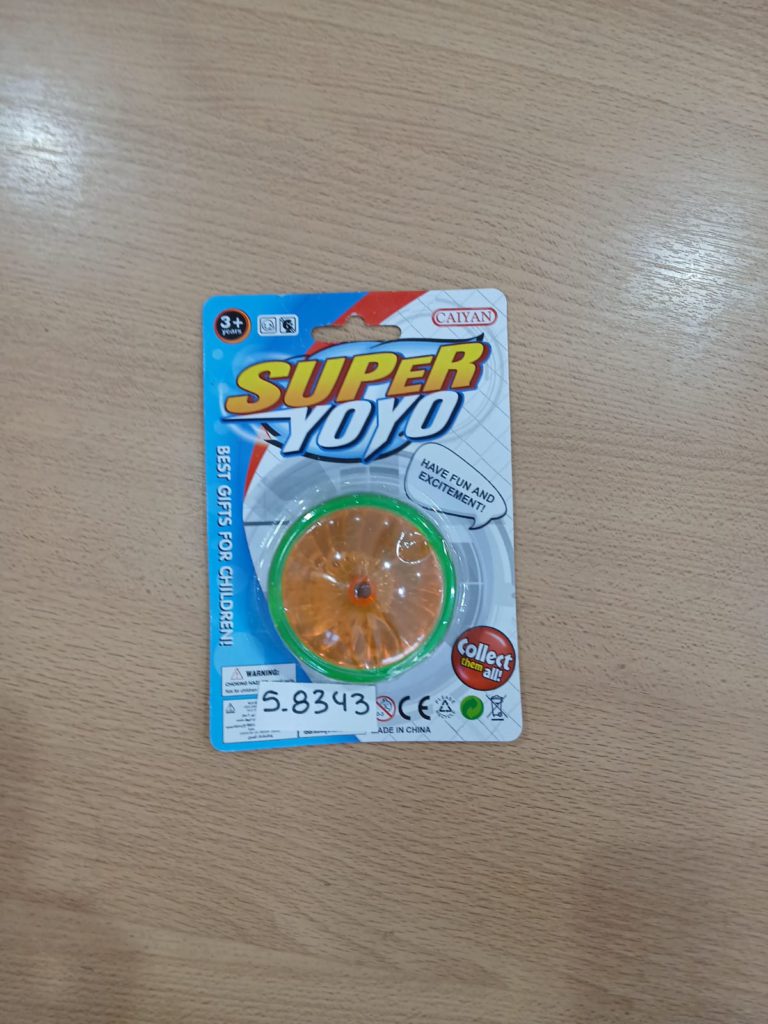 3+
years
CAIYAN
SUPER
YOYO
HAVE FUN AND
EXCITEMENT!
BEST GIFTS FOR CHILDREN!
Collect
them
all!
WARNING:
CHOKING
5-8343
CE
MADE IN CHINA